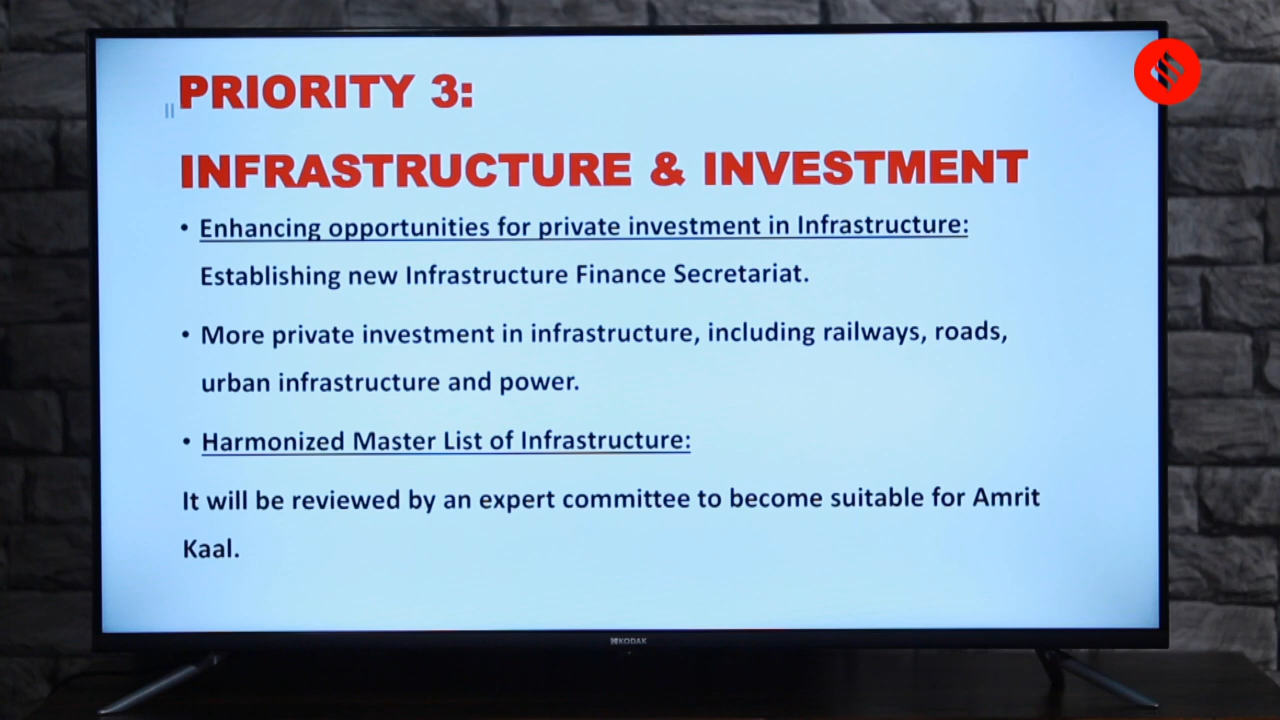 PRIORITY 3:
INFRASTRUCTURE & INVESTMENT
• Enhancing opportunities for private investment in Infrastructure:
Establishing new Infrastructure Finance Secretariat.
• More private investment in infrastructure, including railways, roads,
urban infrastructure and power.
• Harmonized Master List of Infrastructure:
It will be reviewed by an expert committee to become suitable for Amrit
Kaal.
KODAK